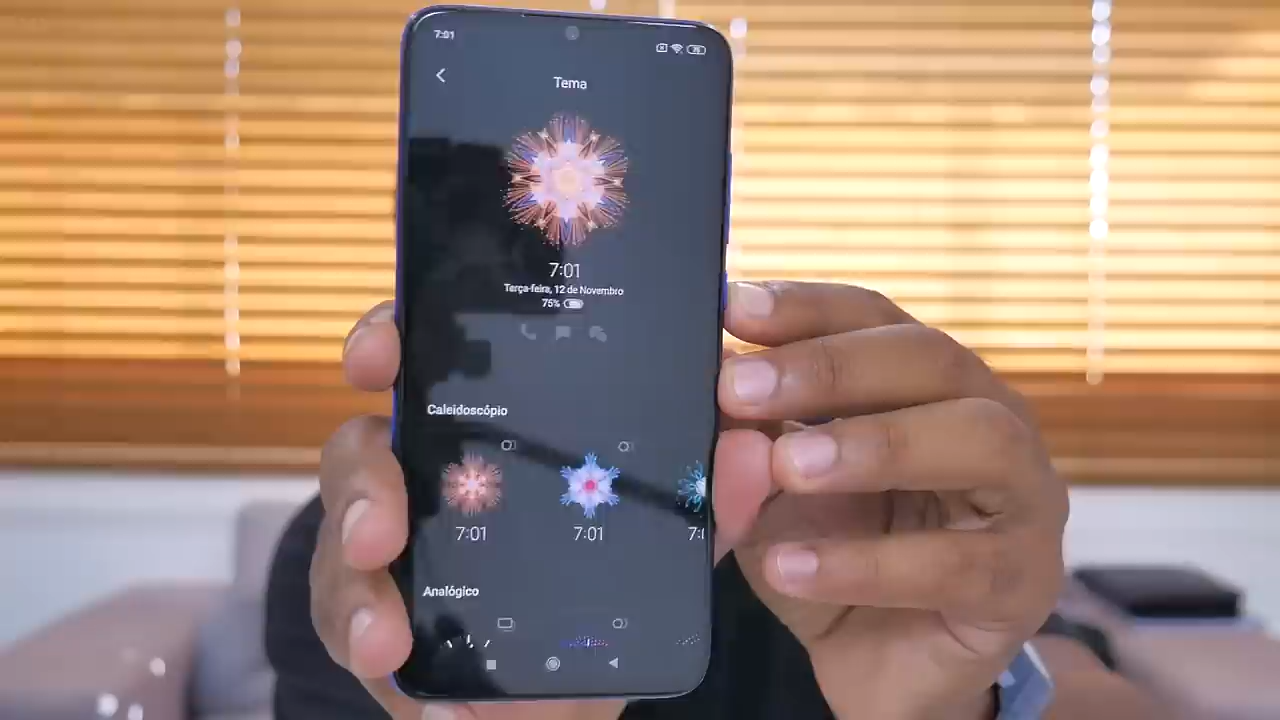 7:01
Tema
7:01
Terça-feira, 12 de Novembro
75%
Caleidoscópio
7:01
7:01
Analógico